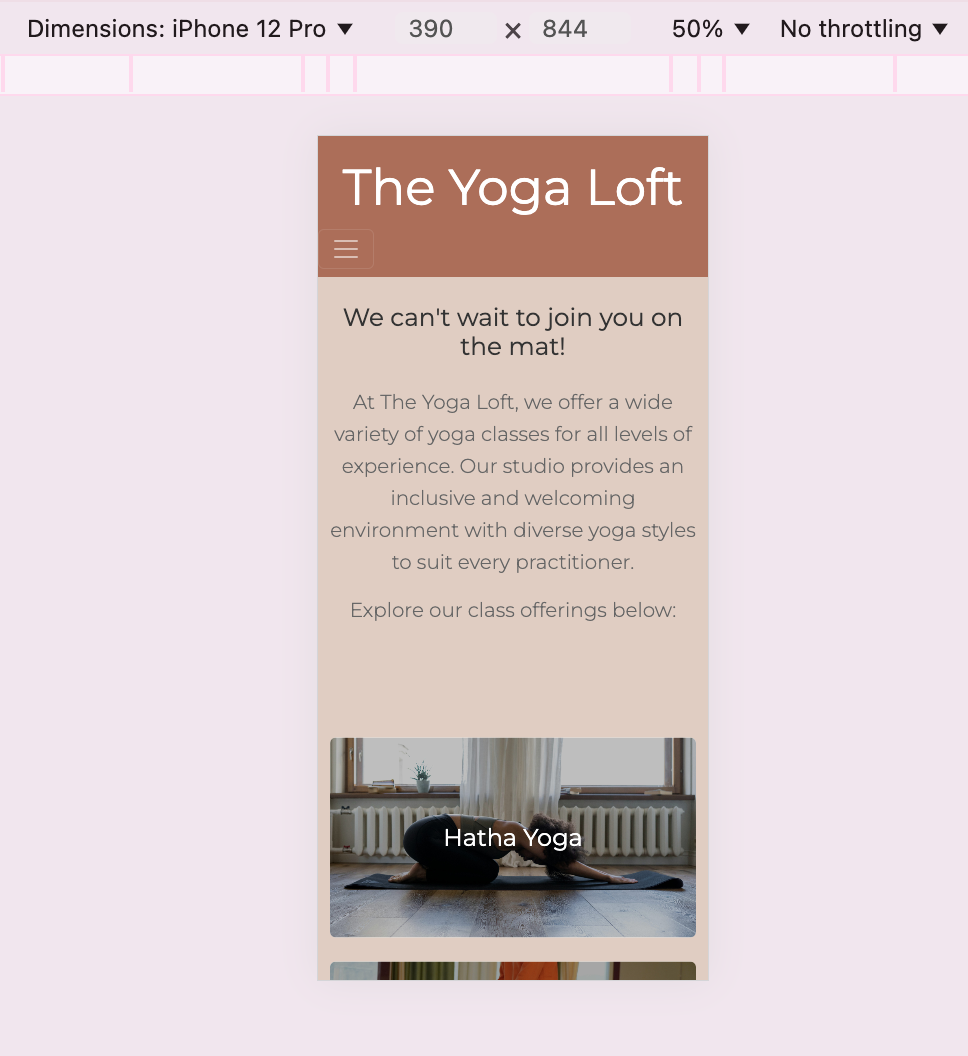 Dimensions: iPhone 12 Pro ▼ 390 × 844 50% ▼ No throttling ▼
The Yoga Loft
We can't wait to join you on
the mat!
At The Yoga Loft, we offer a wide
variety of yoga classes for all levels of
experience. Our studio provides an
inclusive and welcoming
environment with diverse yoga styles
to suit every practitioner.
Explore our class offerings below:
Hatha Yoga